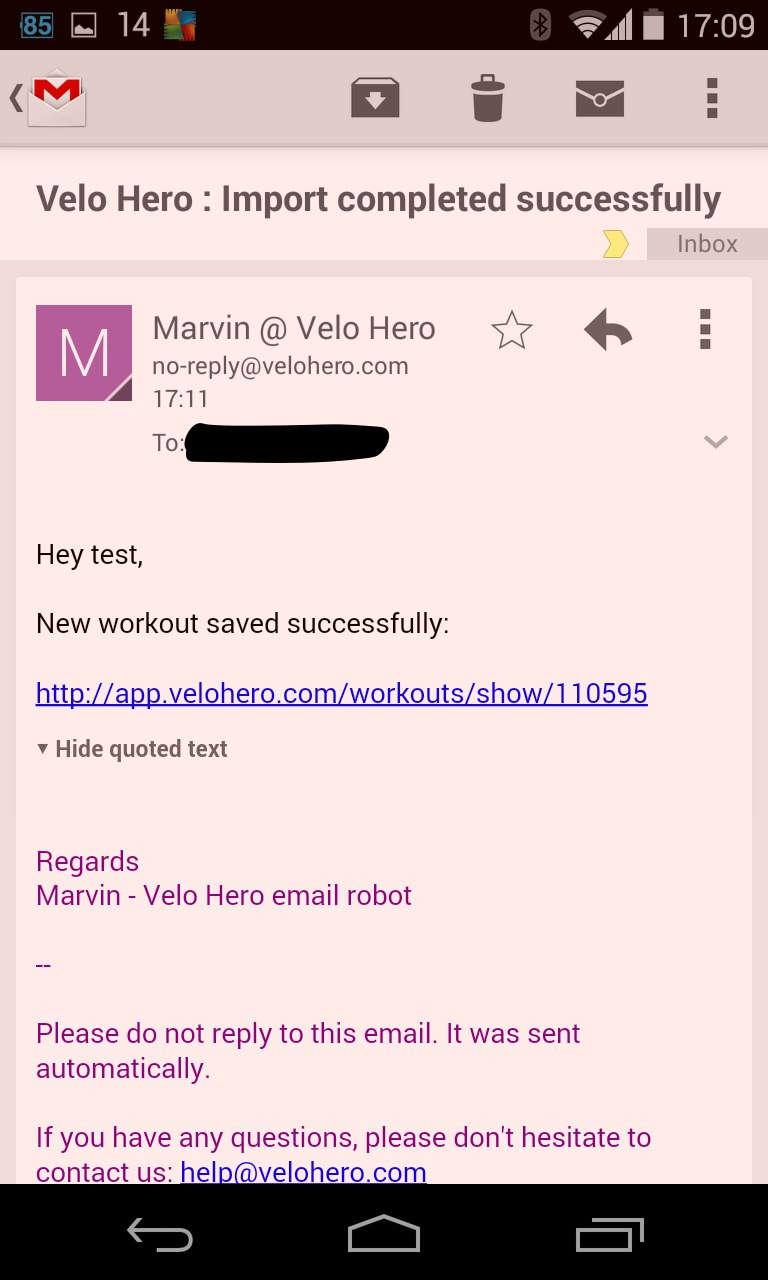 85 14 17:09
Velo Hero : Import completed successfully
Inbox
M
Marvin @ Velo Hero
no-reply@velohero.com
17:11
To:
Hey test,
New workout saved successfully:
http://app.velohero.com/workouts/show/110595
▾ Hide quoted text
Regards
Marvin - Velo Hero email robot
--
Please do not reply to this email. It was sent
automatically.
If you have any questions, please don't hesitate to
contact us: help@velohero.com